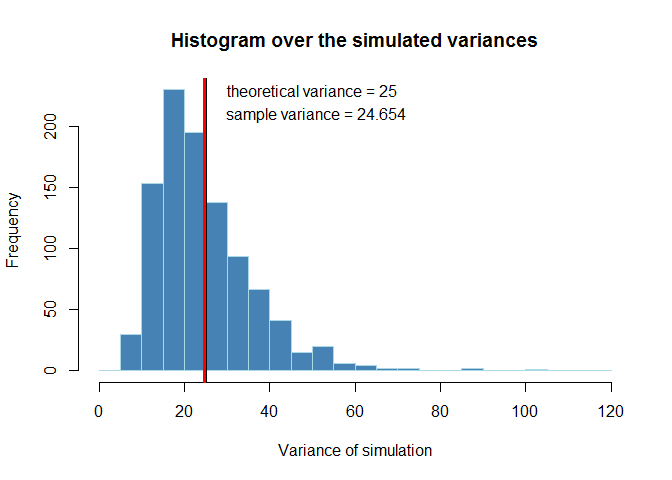 Histogram over the simulated variances
theoretical variance = 25
sample variance = 24.654
Frequency
200
150
100
50
0
0 20 40 60 80 100 120
Variance of simulation